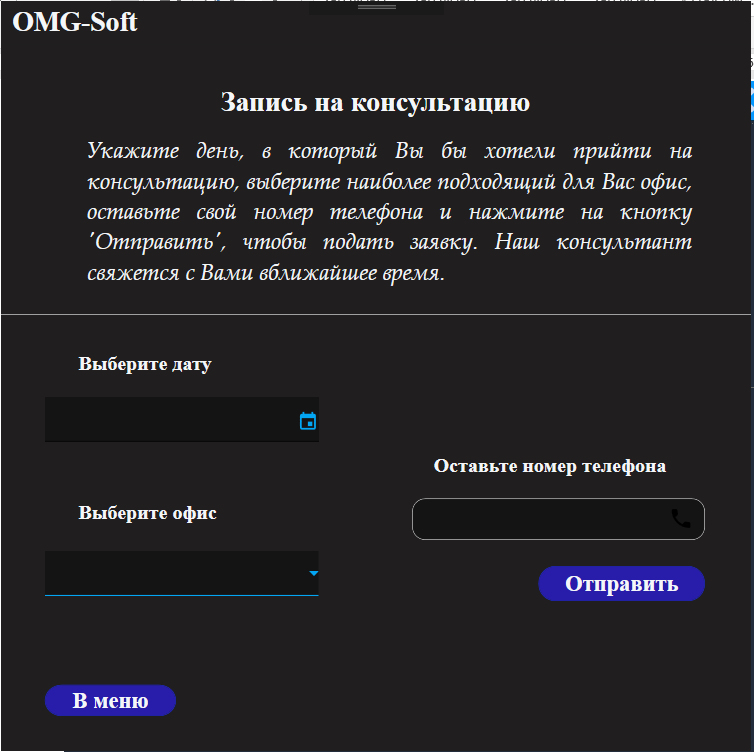 OMG-Soft
Запись на консультацию
Укажите день, в который Вы бы хотели прийти на
консультацию, выберите наиболее подходящий для Вас офис,
оставьте свой номер телефона и нажмите на кнопку
'Отправить', чтобы подать заявку. Наш консультант
свяжется с Вами вближайшее время.
Выберите дату
Оставьте номер телефона
Выберите офис
Отправить
В меню